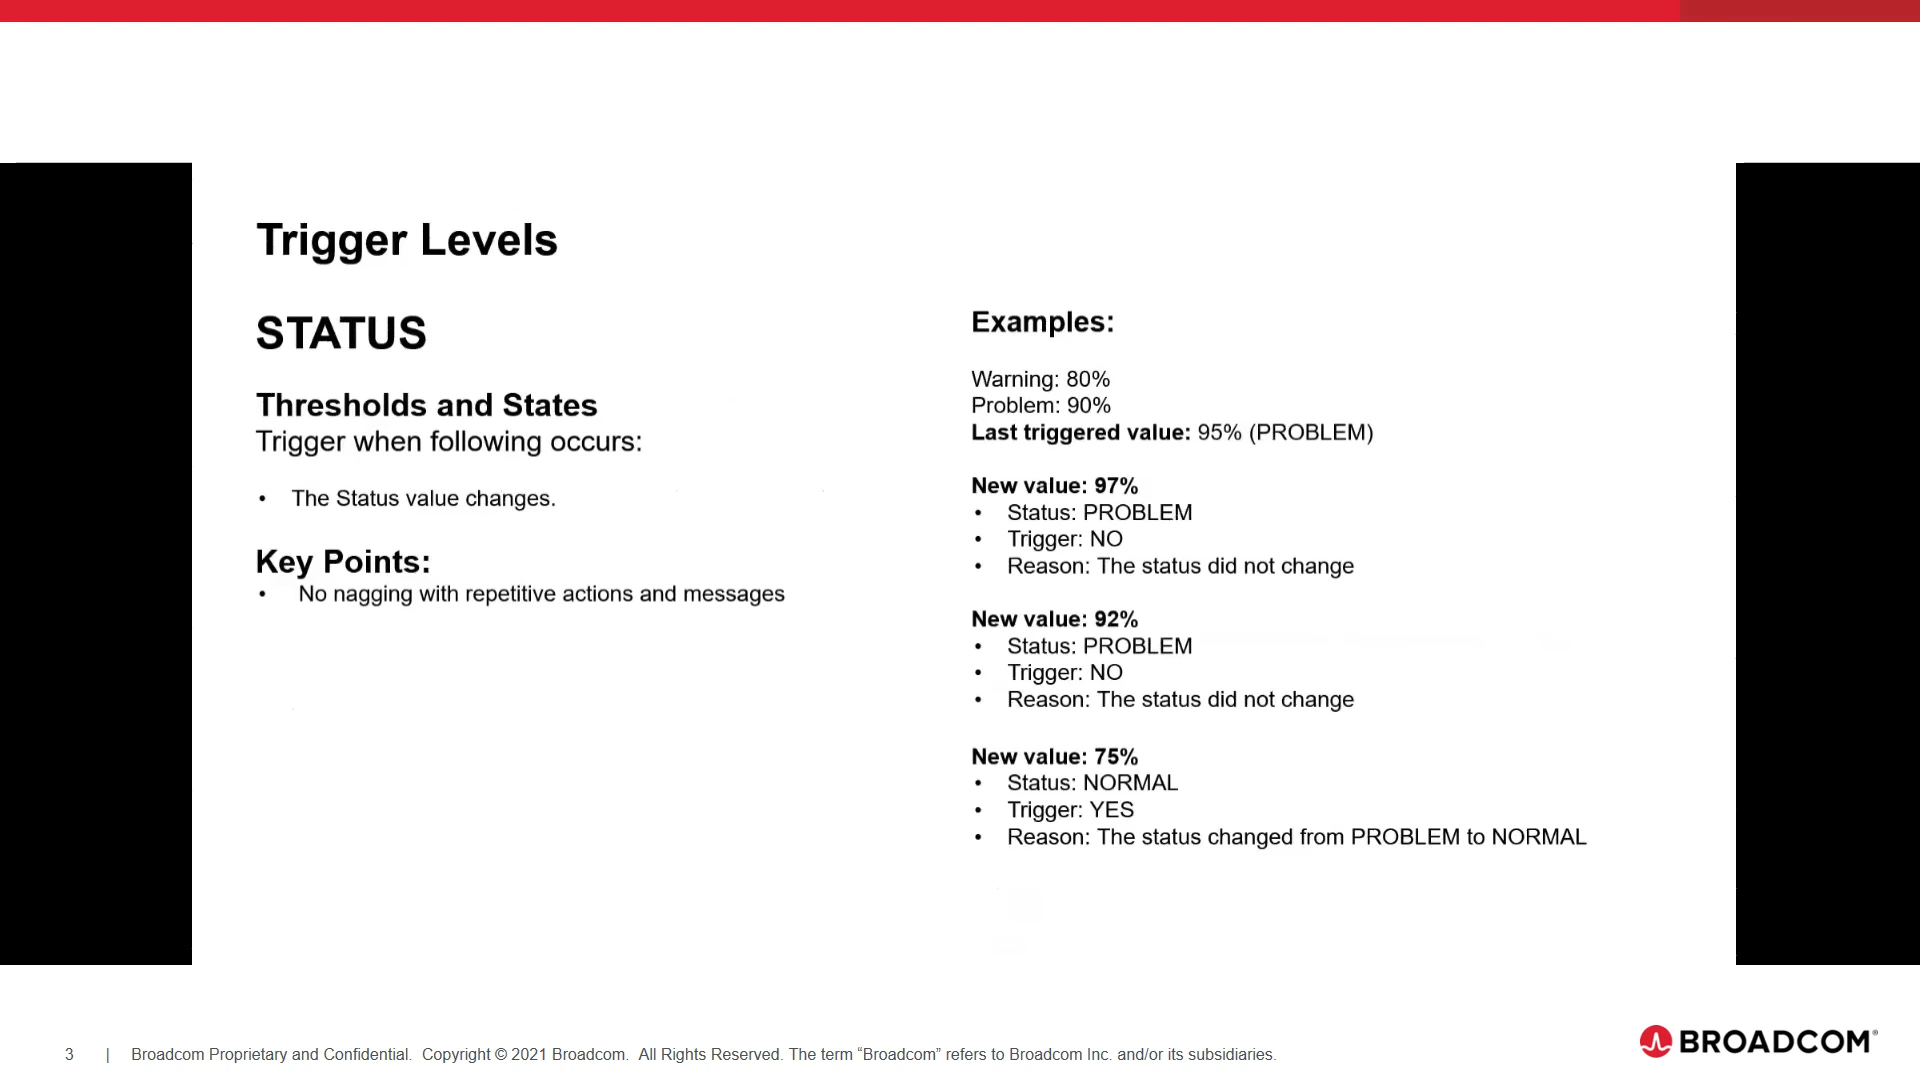 Trigger Levels
STATUS
Thresholds and States
Trigger when following occurs:
• The Status value changes.
Key Points:
• No nagging with repetitive actions and messages
Examples:
Warning: 80%
Problem: 90%
Last triggered value: 95% (PROBLEM)
New value: 97%
• Status: PROBLEM
• Trigger: NO
• Reason: The status did not change
New value: 92%
• Status: PROBLEM
• Trigger: NO
• Reason: The status did not change
New value: 75%
• Status: NORMAL
• Trigger: YES
• Reason: The status changed from PROBLEM to NORMAL
3 | Broadcom Proprietary and Confidential. Copyright © 2021 Broadcom. All Rights Reserved. The term “Broadcom” refers to Broadcom Inc. and/or its subsidiaries.
BROADCOM®